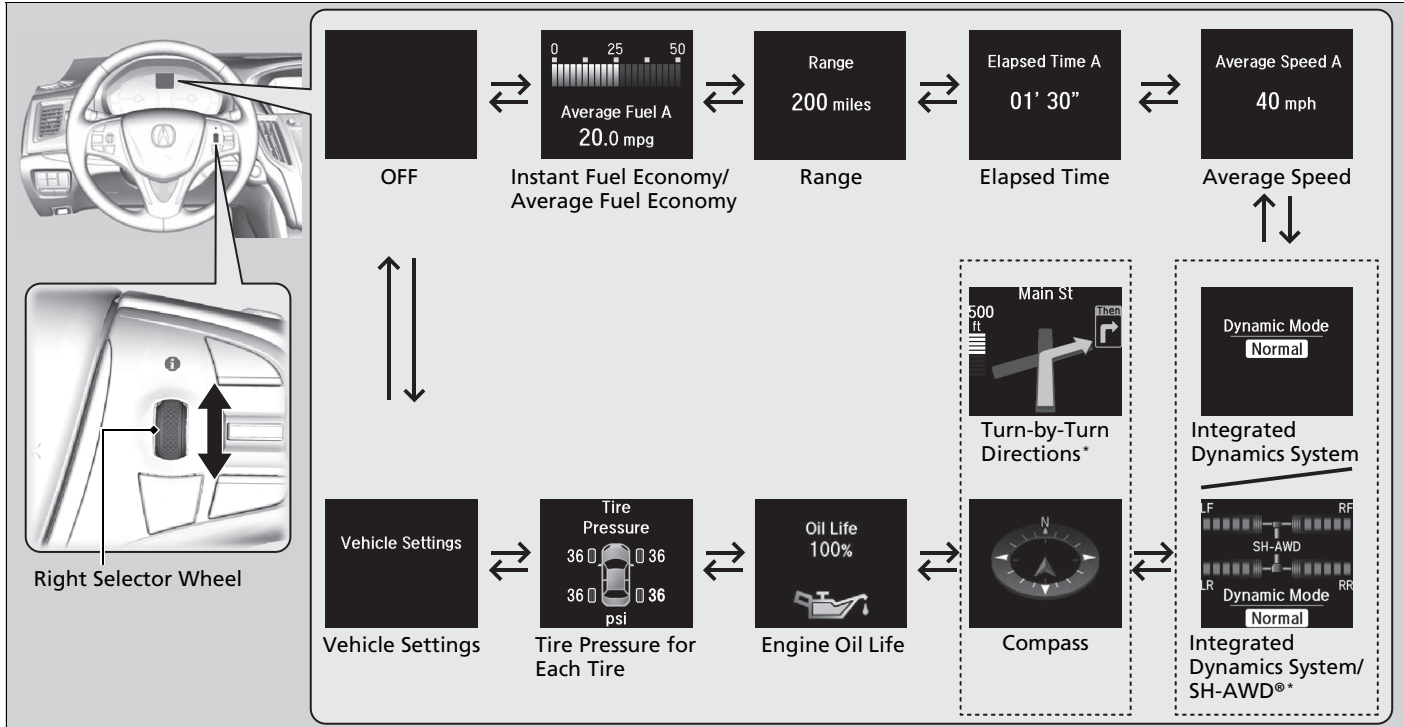 0 25 50
Average Fuel A
20.0 mpg
Range
200 miles
Elapsed Time A
01' 30"
Average Speed A
40 mph
OFF
Instant Fuel Economy/
Average Fuel Economy
Range
Elapsed Time
Average Speed
Main St
500
ft
Then
Turn-by-Turn
Directions*
Dynamic Mode
Normal
Integrated
Dynamics System
i
Right Selector Wheel
Vehicle Settings
Vehicle Settings
Tire
Pressure
36 36
36 36
psi
Tire Pressure for
Each Tire
Oil Life
100%
Engine Oil Life
N
Compass
LF RF
SH-AWD
LR RR
Dynamic Mode
Normal
Integrated
Dynamics System/
SH-AWD®*